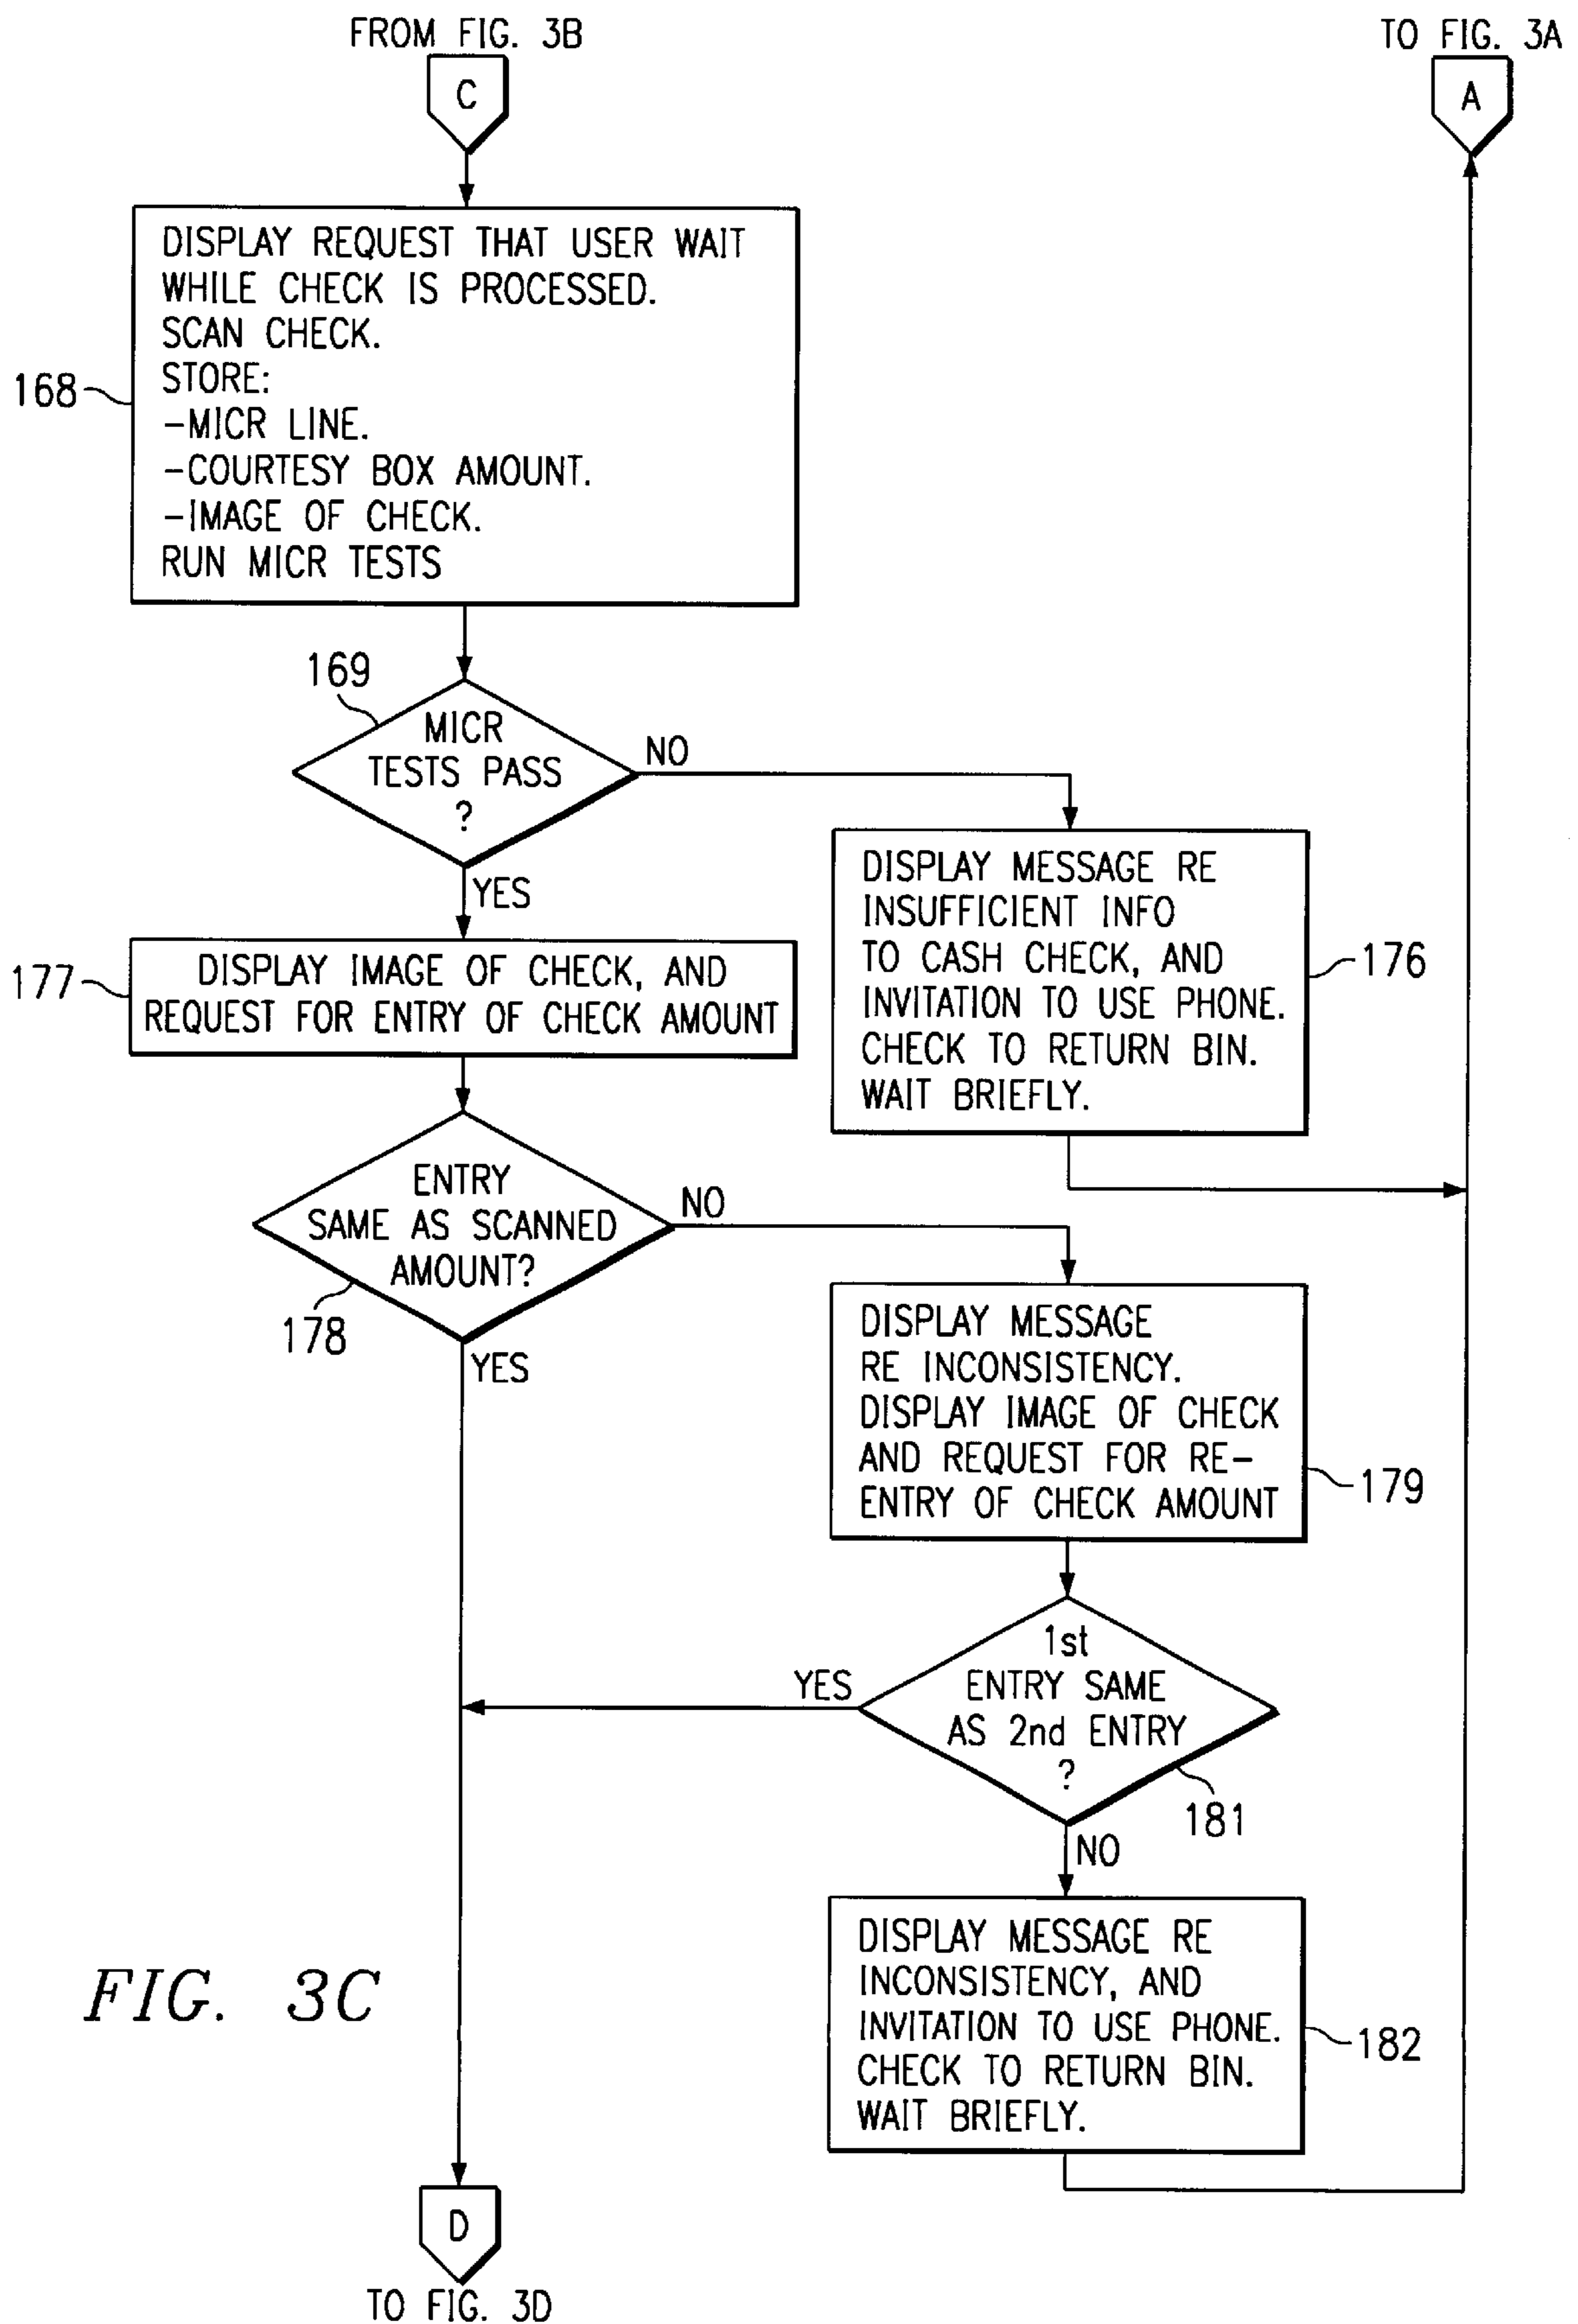 FROM FIG. 3B
C
TO FIG. 3A
A
DISPLAY REQUEST THAT USER WAIT
WHILE CHECK IS PROCESSED.
SCAN CHECK.
STORE:
-MICR LINE.
-COURTESY BOX AMOUNT.
-IMAGE OF CHECK.
RUN MICR TESTS
168
169
MICR
TESTS PASS
?
NO
YES
DISPLAY MESSAGE RE
INSUFFICIENT INFO
TO CASH CHECK, AND
INVITATION TO USE PHONE.
CHECK TO RETURN BIN.
WAIT BRIEFLY.
176
177
DISPLAY IMAGE OF CHECK, AND
REQUEST FOR ENTRY OF CHECK AMOUNT
ENTRY
SAME AS SCANNED
AMOUNT?
NO
178
YES
DISPLAY MESSAGE
RE INCONSISTENCY.
DISPLAY IMAGE OF CHECK
AND REQUEST FOR RE-
ENTRY OF CHECK AMOUNT
179
1st
ENTRY SAME
AS 2nd ENTRY
?
YES
181
NO
DISPLAY MESSAGE RE
INCONSISTENCY, AND
INVITATION TO USE PHONE.
CHECK TO RETURN BIN.
WAIT BRIEFLY.
182
FIG. 3C
D
TO FIG. 3D